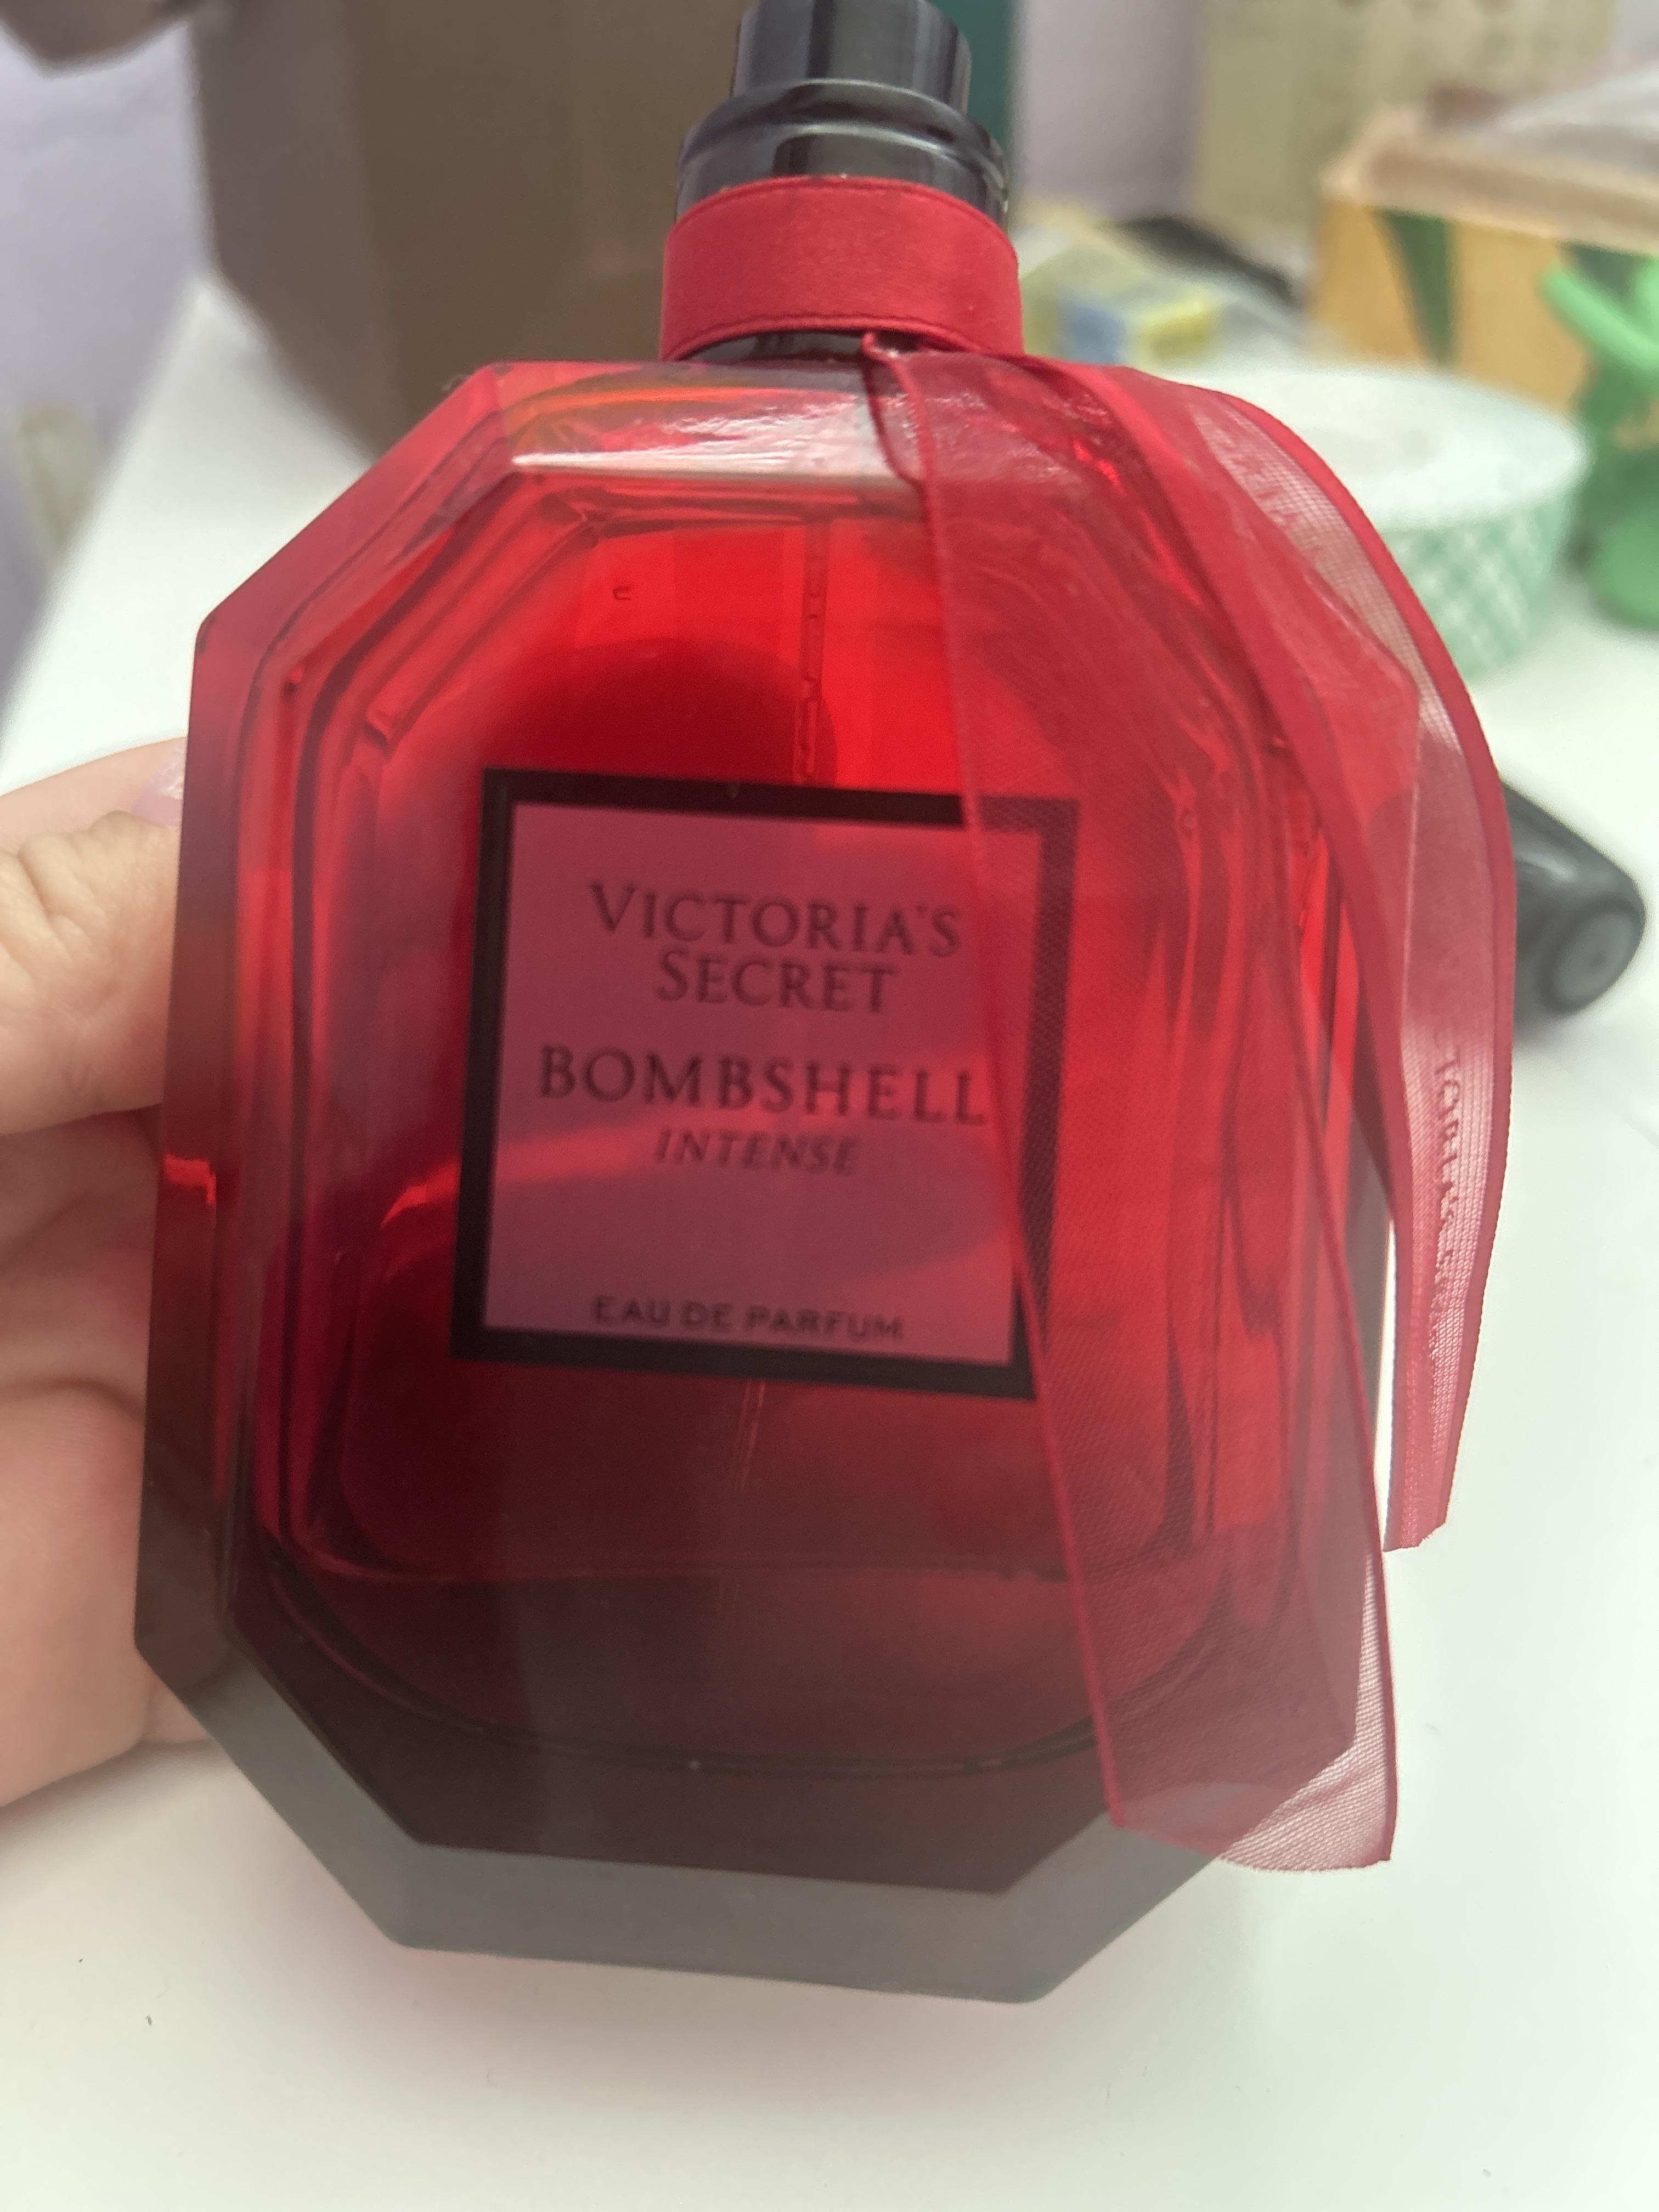 VICTORIA'S
SECRET
BOMBSHELL
INTENSE
EAU DE PARFUM